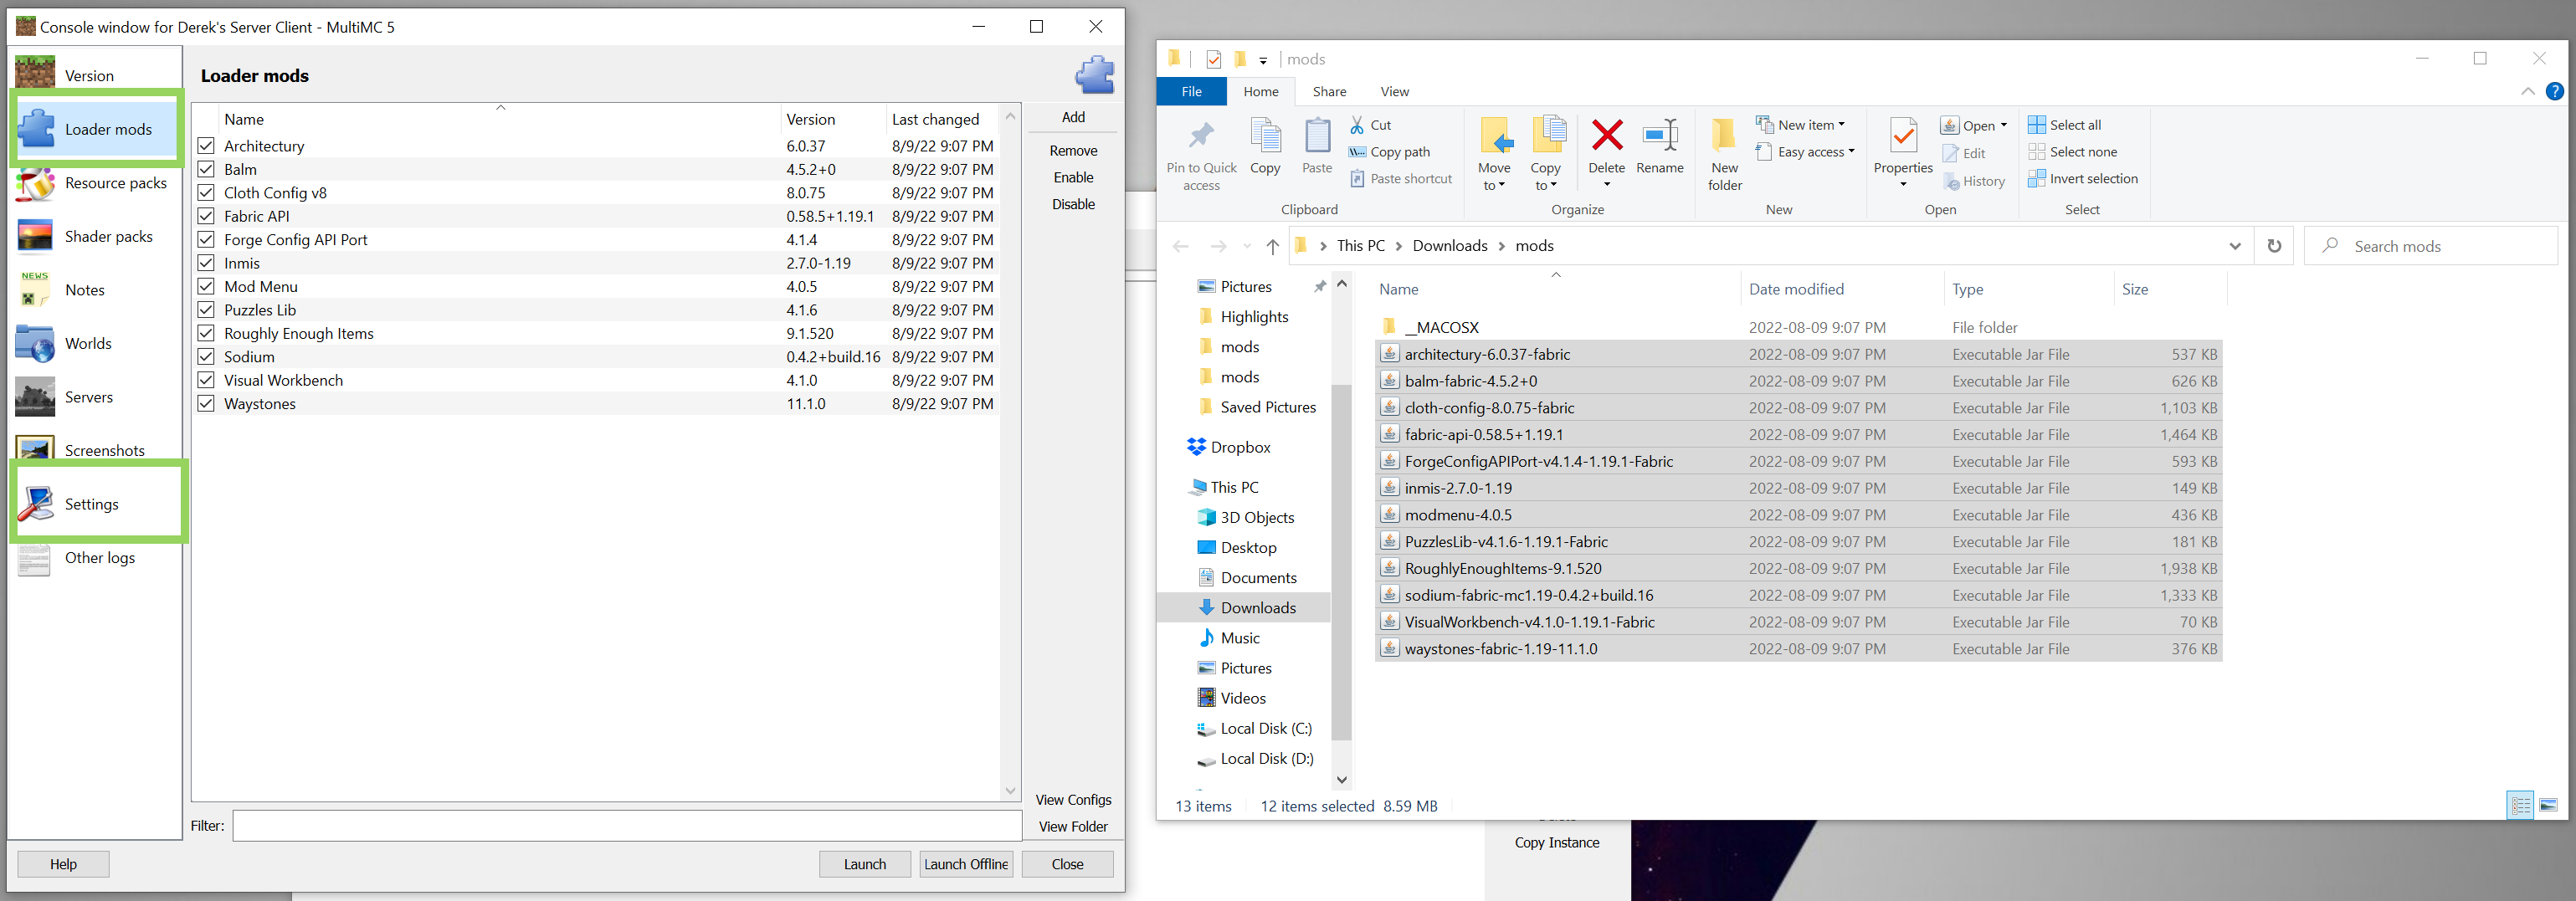 Console window for Derek's Server Client - MultiMC 5
Version
Loader mods
Resource packs
Shader packs
NEWS
Notes
Worlds
Servers
Screenshots
Settings
Other logs
Loader mods
Name Version Last changed
Architectury 6.0.37 8/9/22 9:07 PM
Balm 4.5.2+0 8/9/22 9:07 PM
Cloth Config v8 8.0.75 8/9/22 9:07 PM
Fabric API 0.58.5+1.19.1 8/9/22 9:07 PM
Forge Config API Port 4.1.4 8/9/22 9:07 PM
Inmis 2.7.0-1.19 8/9/22 9:07 PM
Mod Menu 4.0.5 8/9/22 9:07 PM
Puzzles Lib 4.1.6 8/9/22 9:07 PM
Roughly Enough Items 9.1.520 8/9/22 9:07 PM
Sodium 0.4.2+build.16 8/9/22 9:07 PM
Visual Workbench 4.1.0 8/9/22 9:07 PM
Waystones 11.1.0 8/9/22 9:07 PM
Add
Remove
Enable
Disable
View Configs
View Folder
Filter:
Help Launch Launch Offline Close
mods
File Home Share View
Pin to Quick
access
Copy
Paste
Cut
Copy path
Paste shortcut
Clipboard
Move
to
Copy
to
Delete
Rename
Organize
New
folder
New item
Easy access
New
Properties
Open
Edit
History
Open
Select all
Select none
Invert selection
Select
This PC > Downloads > mods
Search mods
Pictures
Highlights
mods
mods
Saved Pictures
Dropbox
This PC
3D Objects
Desktop
Documents
Downloads
Music
Pictures
Videos
Local Disk (C:)
Local Disk (D:)
Name Date modified Type Size
__MACOSX 2022-08-09 9:07 PM File folder
architectury-6.0.37-fabric 2022-08-09 9:07 PM Executable Jar File 537 KB
balm-fabric-4.5.2+0 2022-08-09 9:07 PM Executable Jar File 626 KB
cloth-config-8.0.75-fabric 2022-08-09 9:07 PM Executable Jar File 1,103 KB
fabric-api-0.58.5+1.19.1 2022-08-09 9:07 PM Executable Jar File 1,464 KB
ForgeConfigAPIPort-v4.1.4-1.19.1-Fabric 2022-08-09 9:07 PM Executable Jar File 593 KB
inmis-2.7.0-1.19 2022-08-09 9:07 PM Executable Jar File 149 KB
modmenu-4.0.5 2022-08-09 9:07 PM Executable Jar File 436 KB
PuzzlesLib-v4.1.6-1.19.1-Fabric 2022-08-09 9:07 PM Executable Jar File 181 KB
RoughlyEnoughItems-9.1.520 2022-08-09 9:07 PM Executable Jar File 1,938 KB
sodium-fabric-mc1.19-0.4.2+build.16 2022-08-09 9:07 PM Executable Jar File 1,333 KB
VisualWorkbench-v4.1.0-1.19.1-Fabric 2022-08-09 9:07 PM Executable Jar File 70 KB
waystones-fabric-1.19-11.1.0 2022-08-09 9:07 PM Executable Jar File 376 KB
13 items 12 items selected 8.59 MB
Copy Instance